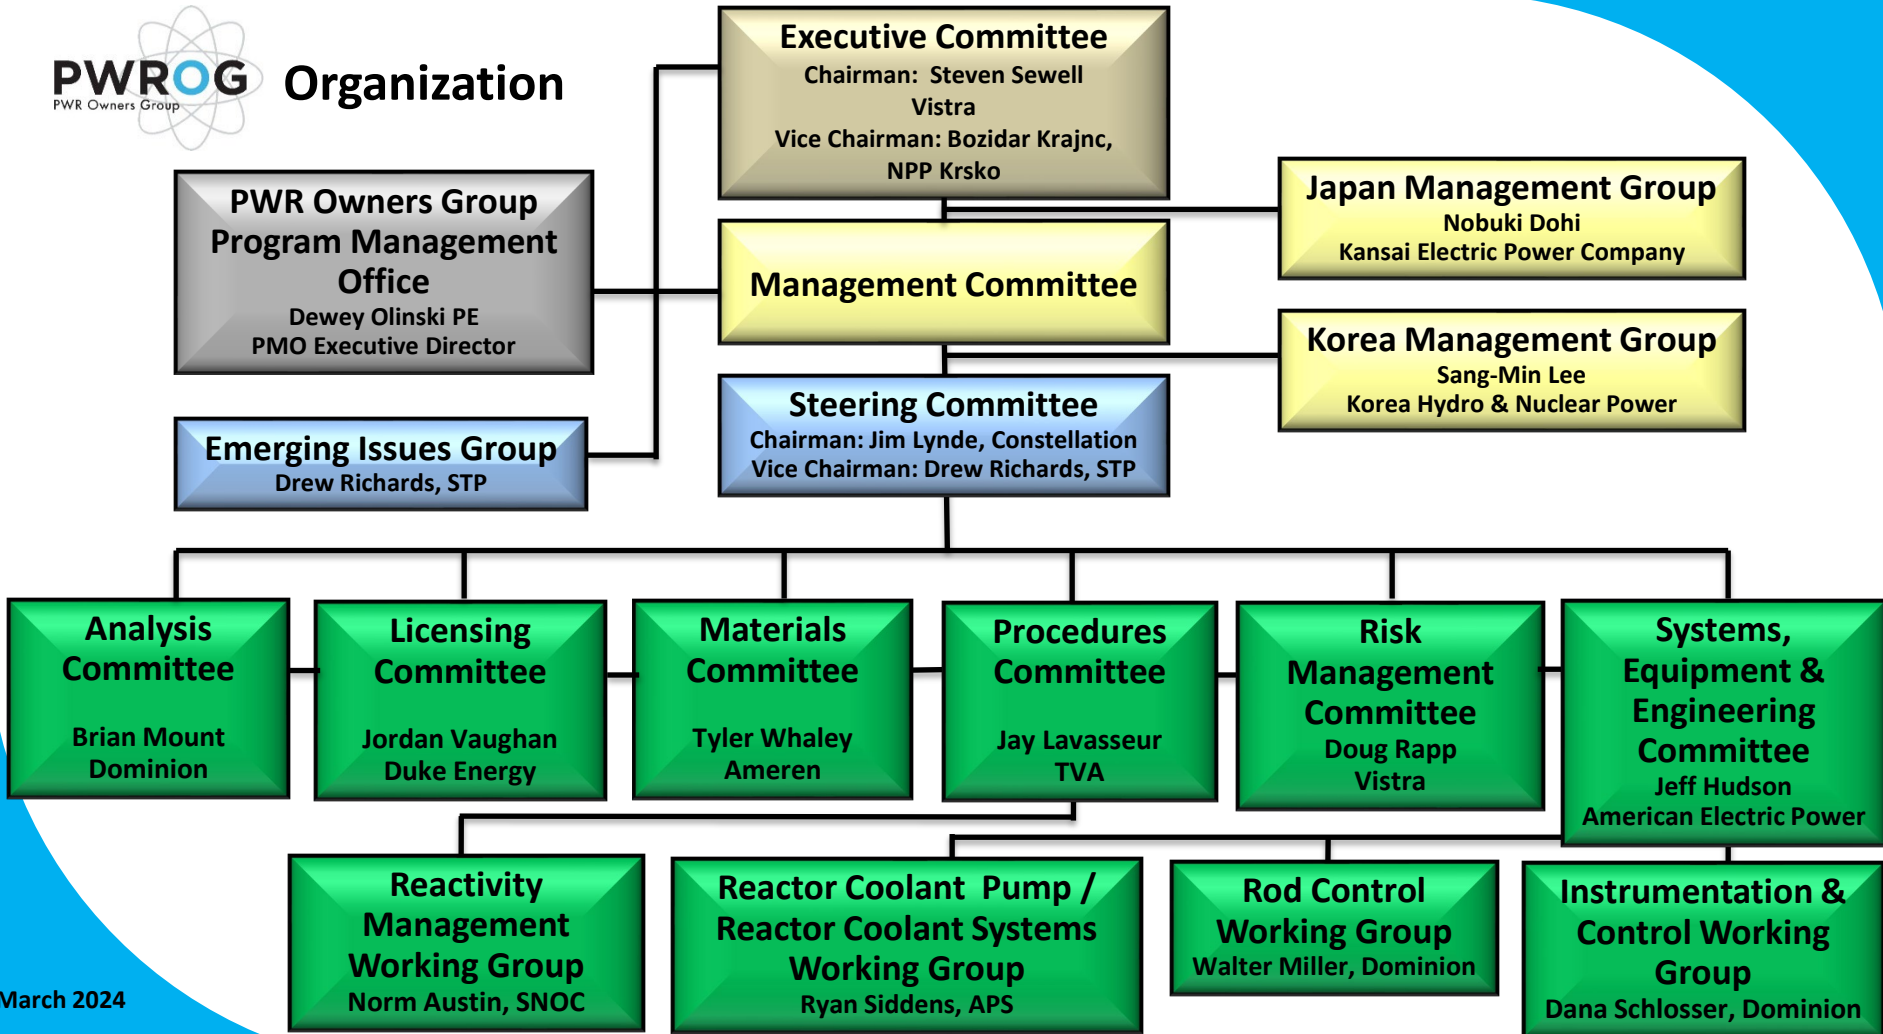 PWROG
PWR Owners Group
Organization
Executive Committee
Chairman:  Steven Sewell
Vistra
Vice Chairman: Bozidar Krajnc,
NPP Krsko
PWR Owners Group
Program Management
Office
Dewey Olinski PE
PMO Executive Director
Japan Management Group
Nobuki Dohi
Kansai Electric Power Company
Management Committee
Korea Management Group
Sang-Min Lee
Korea Hydro & Nuclear Power
Steering Committee
Chairman: Jim Lynde, Constellation
Vice Chairman: Drew Richards, STP
Emerging Issues Group
Drew Richards, STP
Analysis
Committee
Brian Mount
Dominion
Licensing
Committee
Jordan Vaughan
Duke Energy
Materials
Committee
Tyler Whaley
Ameren
Procedures
Committee
Jay Lavasseur
TVA
Risk
Management
Committee
Doug Rapp
Vistra
Systems,
Equipment &
Engineering
Committee
Jeff Hudson
American Electric Power
Reactivity
Management
Working Group
Norm Austin, SNOC
Reactor Coolant  Pump /
Reactor Coolant Systems
Working Group
Ryan Siddens, APS
Rod Control
Working Group
Walter Miller, Dominion
Instrumentation &
Control Working
Group
Dana Schlosser, Dominion
March 2024